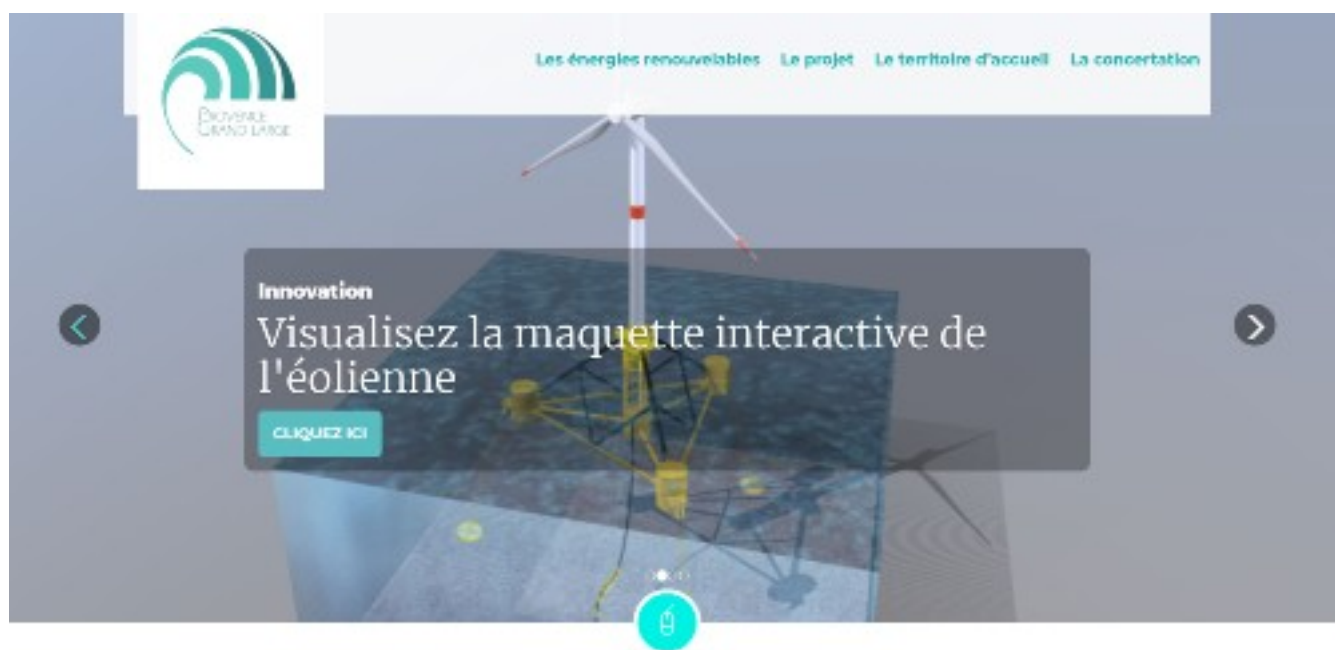 PROVENCE
GRAND LARGE
Les énergies renouvelables Le projet Le territoire d'accueil La concertation
Innovation
Visualisez la maquette interactive de
l'éolienne
CLIQUEZ ICI